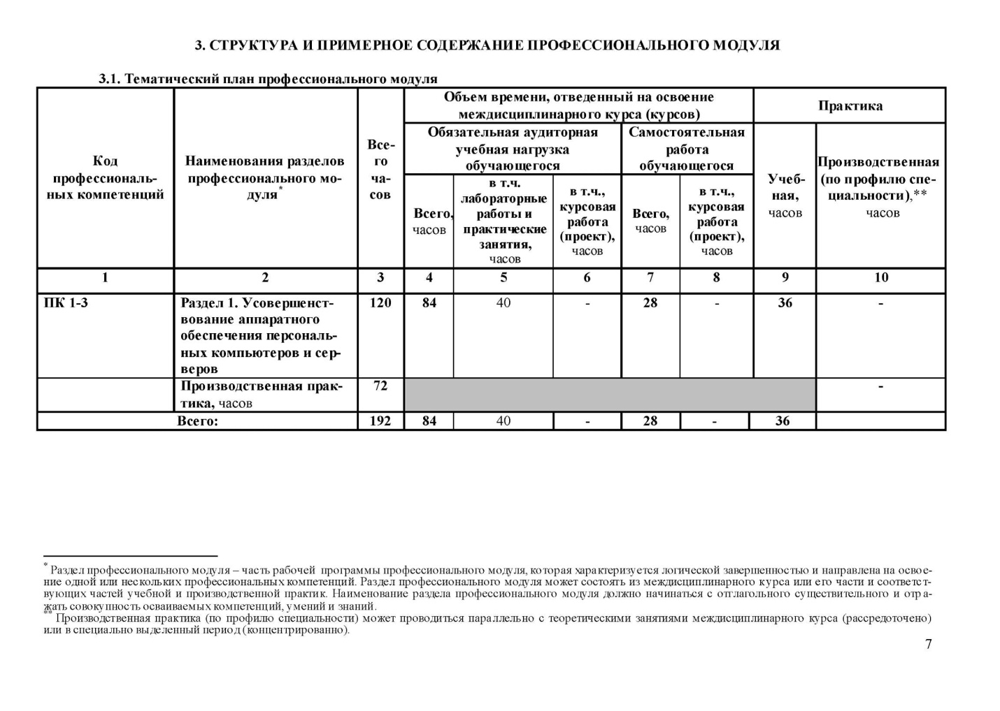 3. СТРУКТУРА И ПРИМЕРНОЕ СОДЕРЖАНИЕ ПРОФЕССИОНАЛЬНОГО МОДУЛЯ
3.1. Тематический план профессионального модуля
Код
профессиональ-
ных компетенций
Наименования разделов
профессионального мо-
дуля*
Все-
го
ча-
сов
Объем времени, отведенный на освоение
междисциплинарного курса (курсов)
Практика
Обязательная аудиторная
учебная нагрузка
обучающегося
Самостоятельная
работа
обучающегося
Учеб-
ная,
часов
Производственная
(по профилю спе-
циальности),**
часов
Всего,
часов
в т.ч.
лабораторные
работы и
практические
занятия,
часов
в т.ч.,
курсовая
работа
(проект),
часов
Всего,
часов
в т.ч.,
курсовая
работа
(проект),
часов
1 2 3 4 5 6 7 8 9 10
ПК 1-3
Раздел 1. Усовершенст-
вование аппаратного
обеспечения персональ-
ных компьютеров и сер-
веров
120 84 40 - 28 - 36 -
Производственная прак-
тика, часов
72 -
Всего: 192 84 40 - 28 - 36
* Раздел профессионального модуля – часть рабочей программы профессионального модуля, которая характеризуется логической завершенностью и направлена на освое-
ние одной или нескольких профессиональных компетенций. Раздел профессионального модуля может состоять из междисциплинарного курса или его части и соответст-
вующих частей учебной и производственной практик. Наименование раздела профессионального модуля должно начинаться с отглагольного существительного и отра-
жать совокупность осваиваемых компетенций, умений и знаний.
** Производственная практика (по профилю специальности) может проводиться параллельно с теоретическими занятиями междисциплинарного курса (рассредоточено)
или в специально выделенный период (концентрированно).
7